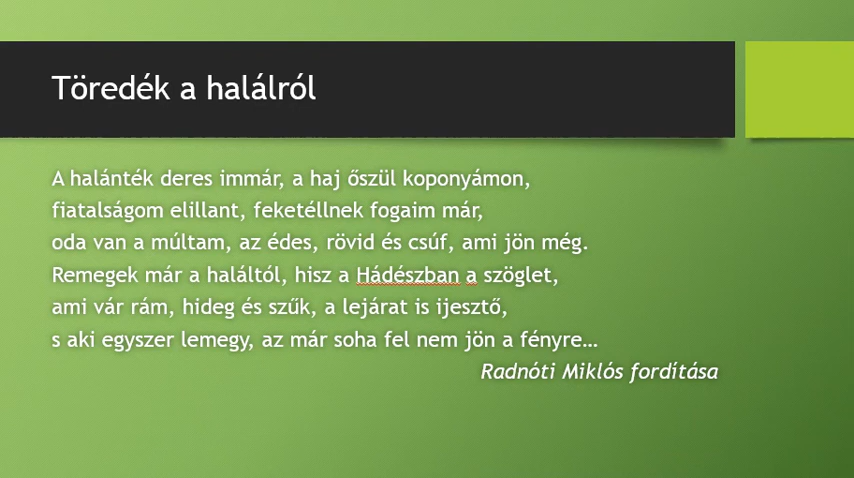 Töredék a halálról
A halánték deres immár, a haj őszül koponyámon,
fiatalságom elillant, feketéllnek fogaim már,
oda van a múltam, az édes, rövid és csúf, ami jön még.
Remegek már a haláltól, hisz a Hádészban a szöglet,
ami vár rám, hideg és szűk, a lejárat is ijesztő,
s aki egyszer lemegy, az már soha fel nem jön a fényre…
Radnóti Miklós fordítása